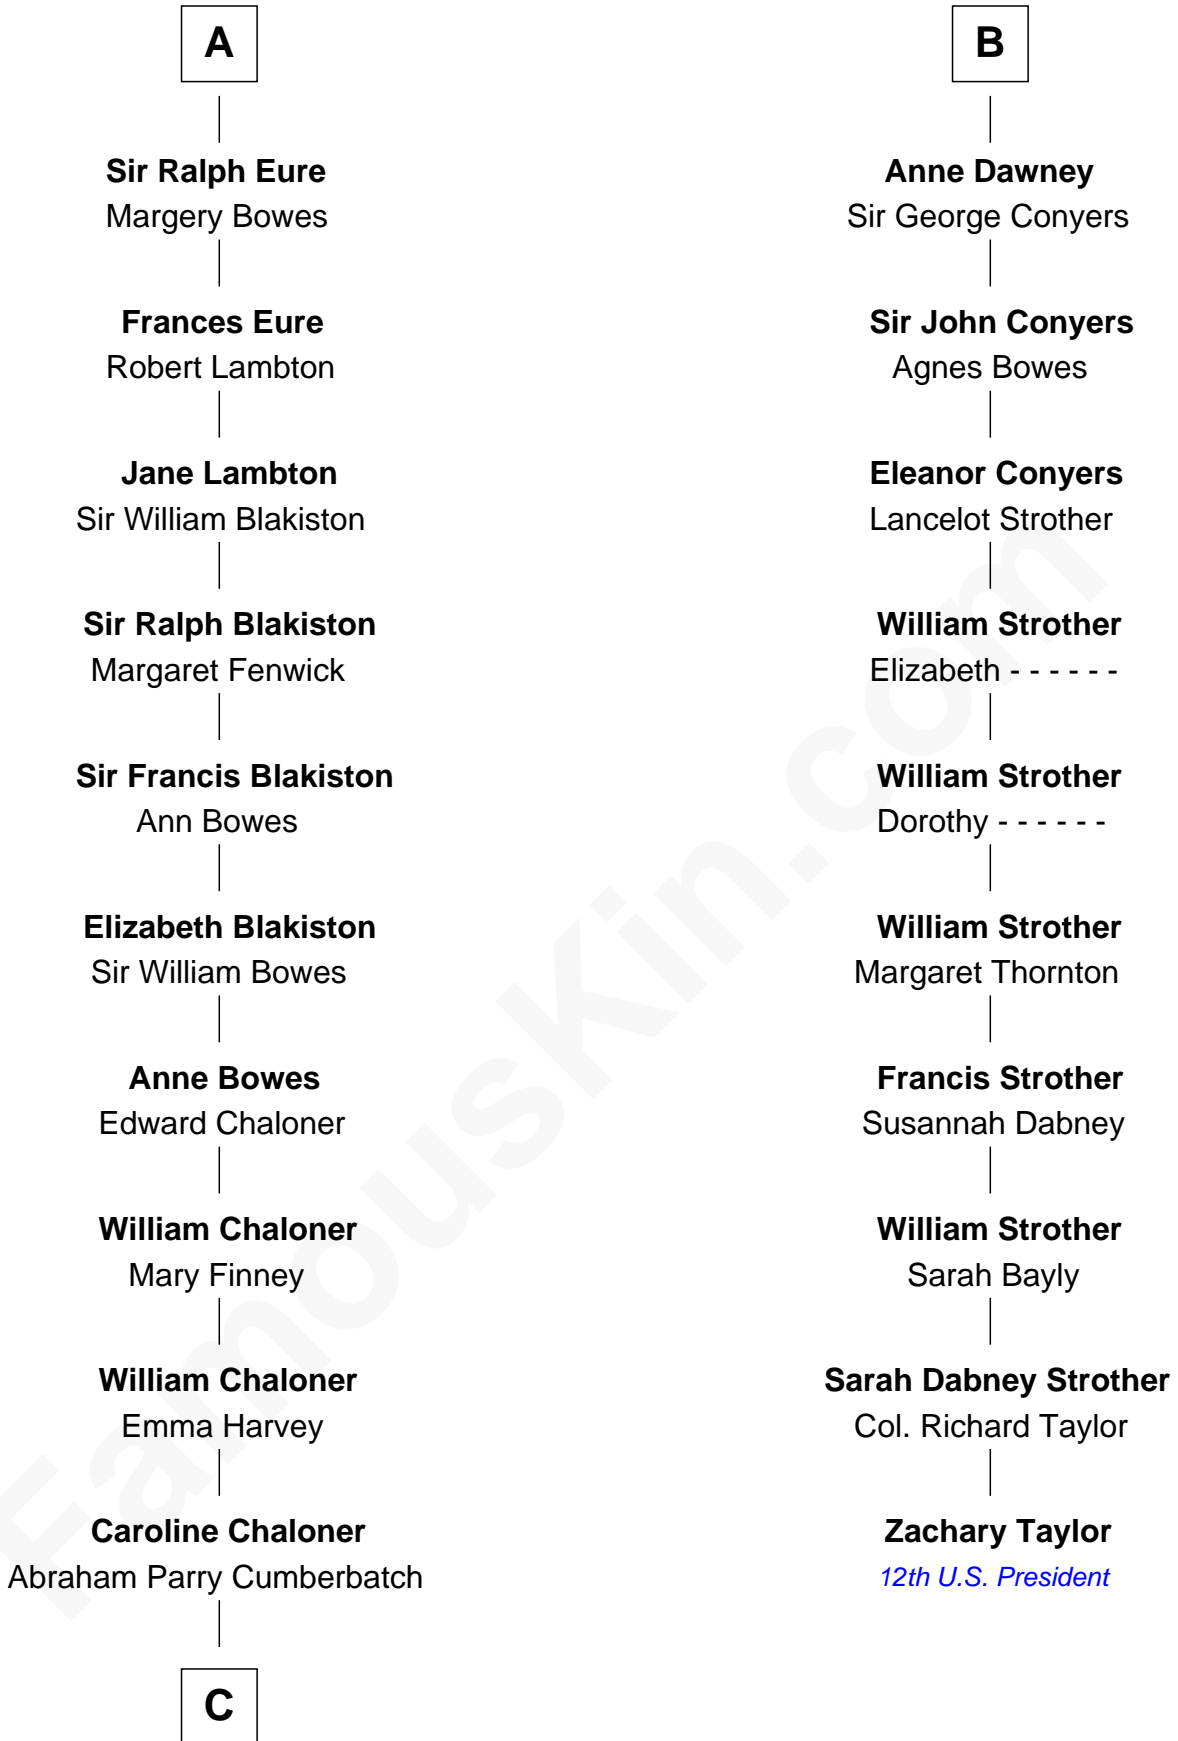 A
Sir Ralph Eure
Margery Bowes
Frances Eure
Robert Lambton
Jane Lambton
Sir William Blakiston
Sir Ralph Blakiston
Margaret Fenwick
Sir Francis Blakiston
Ann Bowes
Elizabeth Blakiston
Sir William Bowes
Anne Bowes
Edward Chaloner
William Chaloner
Mary Finney
William Chaloner
Emma Harvey
Caroline Chaloner
Abraham Parry Cumberbatch
C
B
Anne Dawney
Sir George Conyers
Sir John Conyers
Agnes Bowes
Eleanor Conyers
Lancelot Strother
William Strother
Elizabeth - - - - - -
William Strother
Dorothy - - - - - -
William Strother
Margaret Thornton
Francis Strother
Susannah Dabney
William Strother
Sarah Bayly
Sarah Dabney Strother
Col. Richard Taylor
Zachary Taylor
12th U.S. President
FamousKin.com